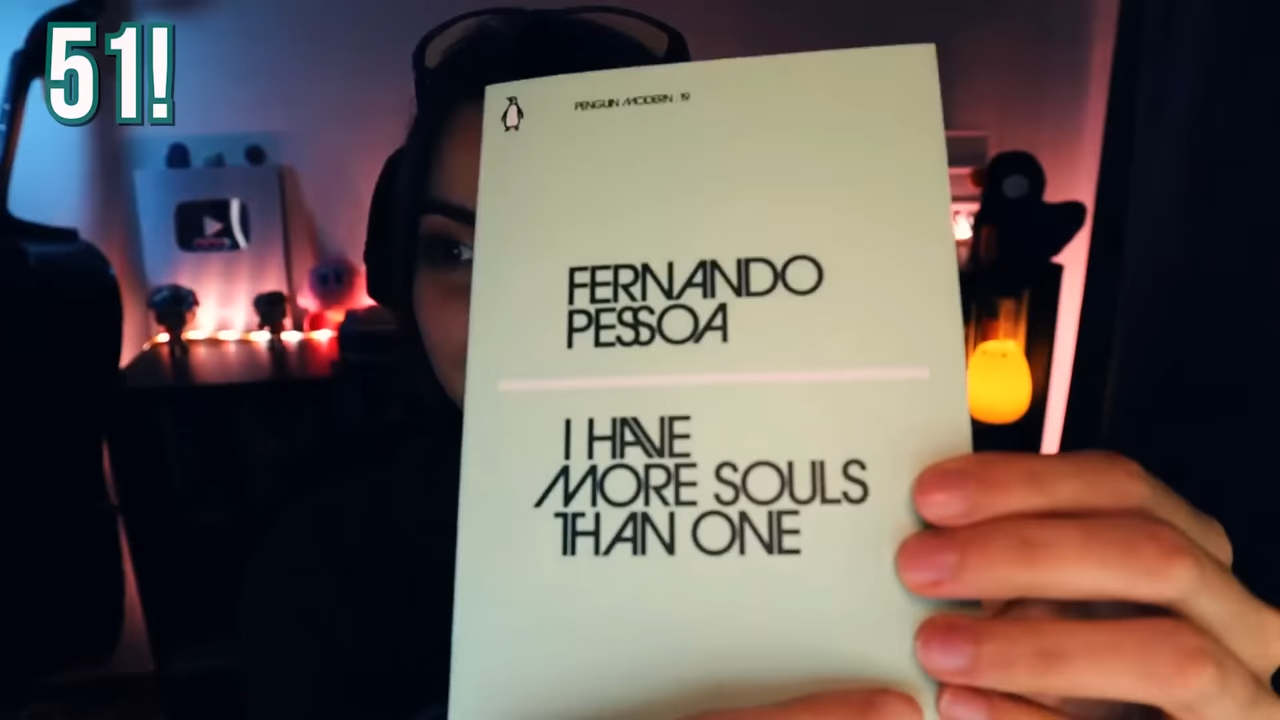 51!
PENGUIN MODERN : 19
FERNANDO
PESSOA
I HAVE
MORE SOULS
THAN ONE